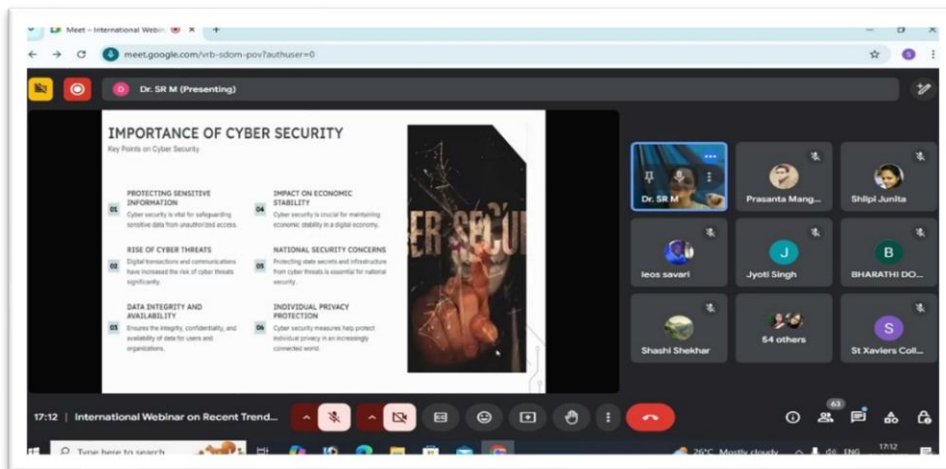 Meet – International Webin
meet.google.com/vrb-sdom-pov?authuser=0
Dr. SR M (Presenting)
IMPORTANCE OF CYBER SECURITY
Key Points on Cyber Security
01
PROTECTING SENSITIVE
INFORMATION
Cyber security is vital for safeguarding
sensitive data from unauthorized access.
02
RISE OF CYBER THREATS
Digital transactions and communications
have increased the risk of cyber threats
significantly.
03
DATA INTEGRITY AND
AVAILABILITY
Ensures the integrity, confidentiality, and
availability of data for users and
organizations.
04
IMPACT ON ECONOMIC
STABILITY
Cyber security is crucial for maintaining
economic stability in a digital economy.
05
NATIONAL SECURITY CONCERNS
Protecting state secrets and infrastructure
from cyber threats is essential for national
security.
06
INDIVIDUAL PRIVACY
PROTECTION
Cyber security measures help protect
individual privacy in an increasingly
connected world.
BER SECUI
Dr. SR M
Prasanta Mang...
Shilpi Junita
leos savari
J
Jyoti Singh
B
BHARATHI DO...
Shashi Shekhar
54 others
S
St Xaviers Coll...
17:12 | International Webinar on Recent Trend...
63
Type here to search
26°C Mostly cloudy
ENG
17:12